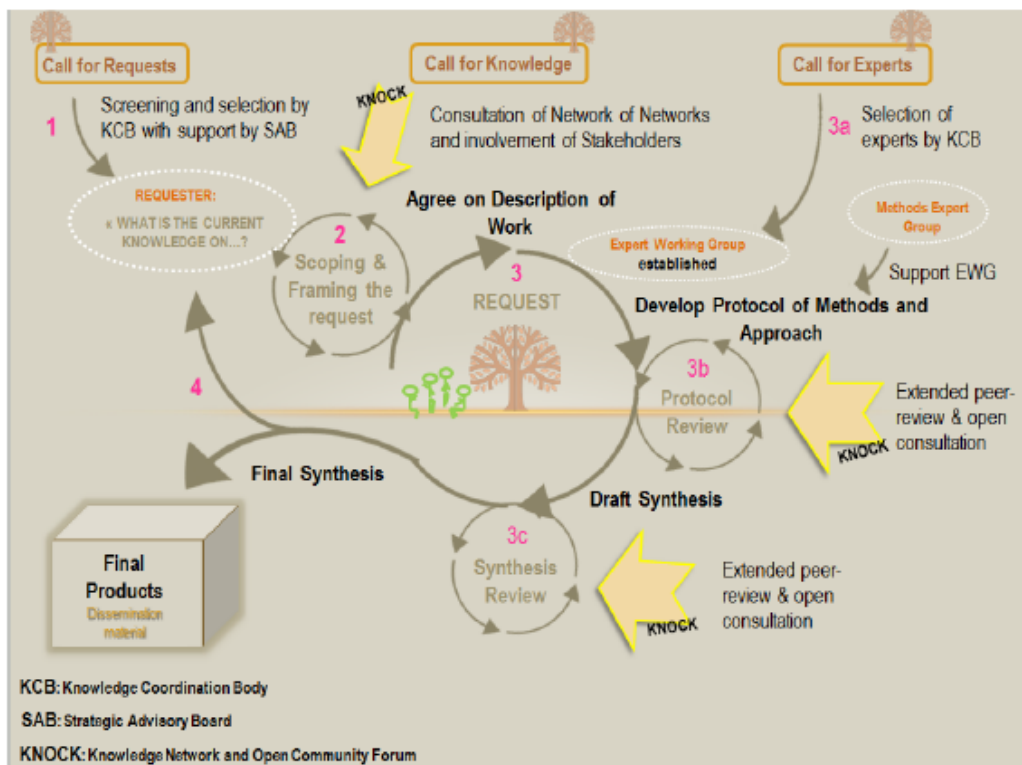 Call for Requests
Call for Knowledge
Call for Experts
1
Screening and selection by
KCB with support by SAB
KNOCK
Consultation of Network of Networks
and involvement of Stakeholders
3a
Selection of
experts by KCB
REQUESTER:
« WHAT IS THE CURRENT
KNOWLEDGE ON...?
Agree on Description of
Work
Methods Expert
Group
2
Scoping &
Framing the
request
3
REQUEST
Expert Working Group
established
Support EWG
Develop Protocol of Methods and
Approach
3b
Protocol
Review
Extended peer-
review & open
consultation
KNOCK
4
Final Synthesis
Draft Synthesis
3c
Synthesis
Review
Extended peer-
review & open
consultation
KNOCK
Final
Products
Dissemination
material
KCB: Knowledge Coordination Body
SAB: Strategic Advisory Board
KNOCK: Knowledge Network and Open Community Forum